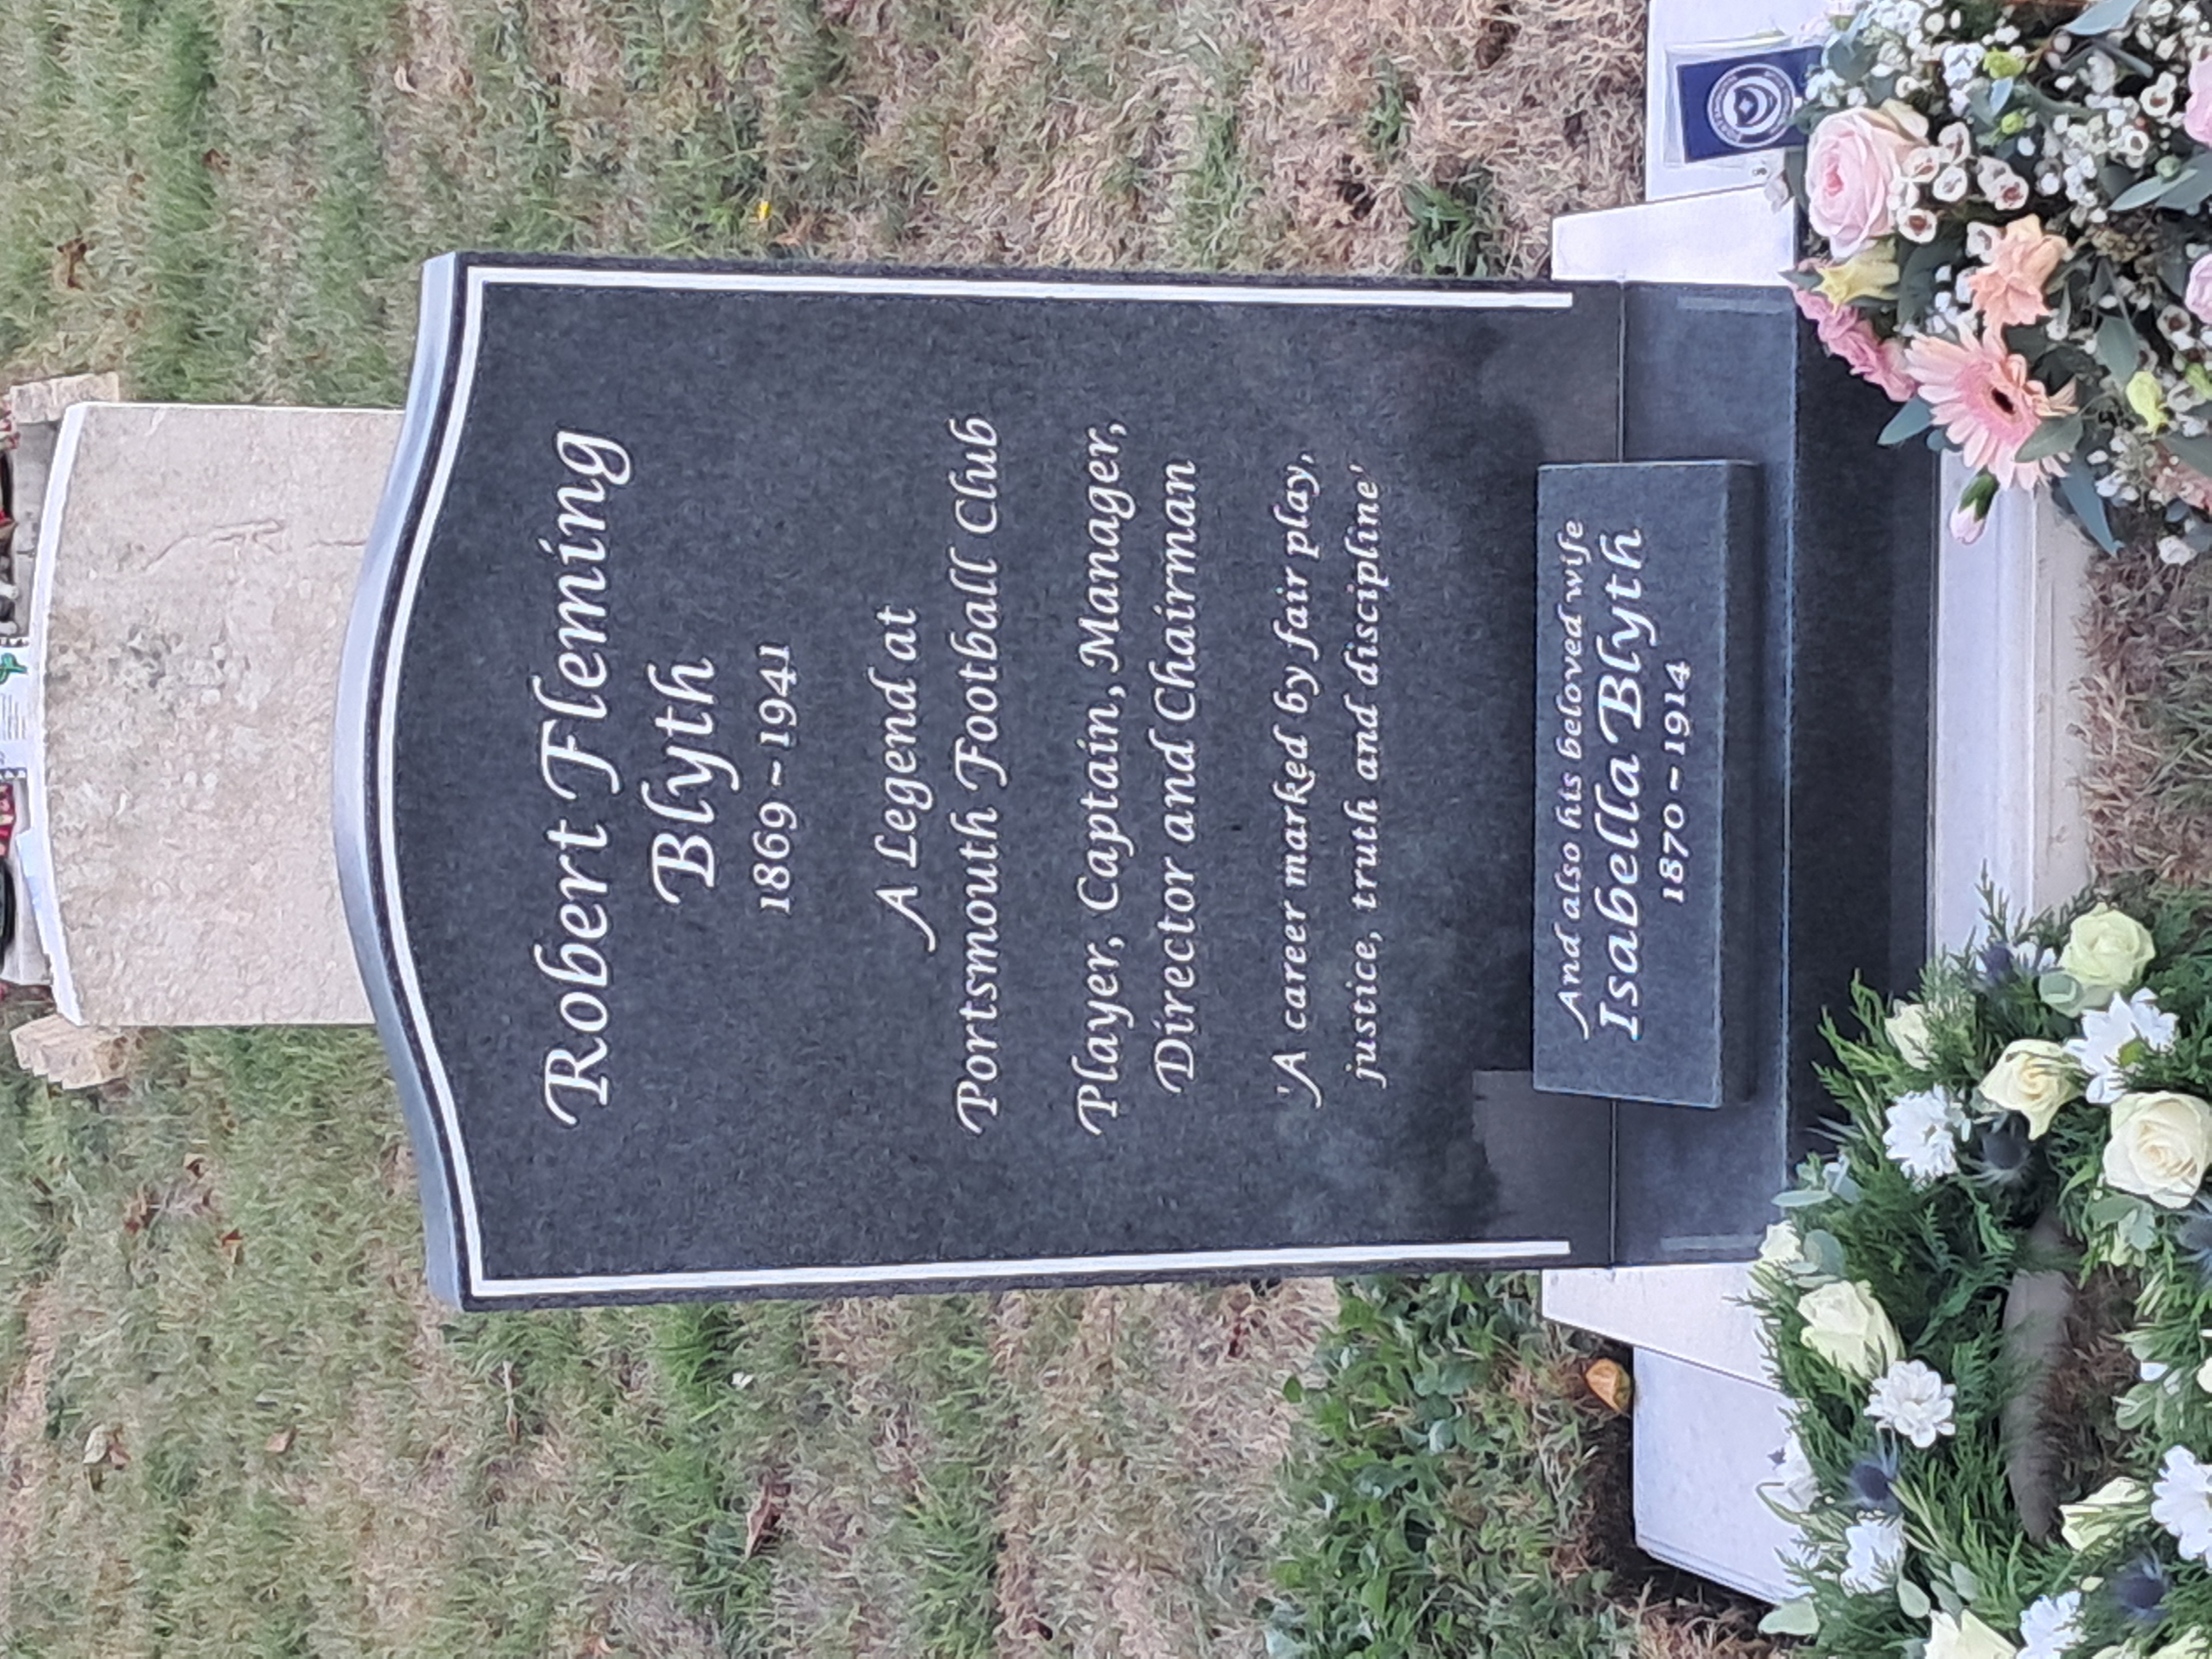 Robert Fleming
Blyth
1869~1941
A Legend at
Portsmouth Football Club
Player, Captain, Manager,
Director and Chairman
'A career marked by fair play,
justice, truth and discipline'
And also his beloved wife
Isabella Blyth
1870~1914